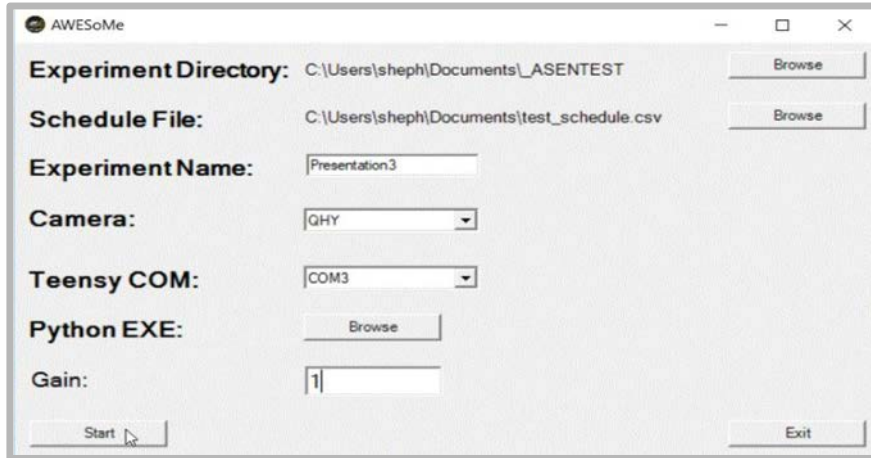 AWESoMe
Experiment Directory: C:\Users\sheph\Documents\_ASENTEST Browse
Schedule File: C:\Users\sheph\Documents\test_schedule.csv Browse
Experiment Name: Presentation3
Camera: QHY
Teensy COM: COM3
Python EXE: Browse
Gain: 1
Start Exit